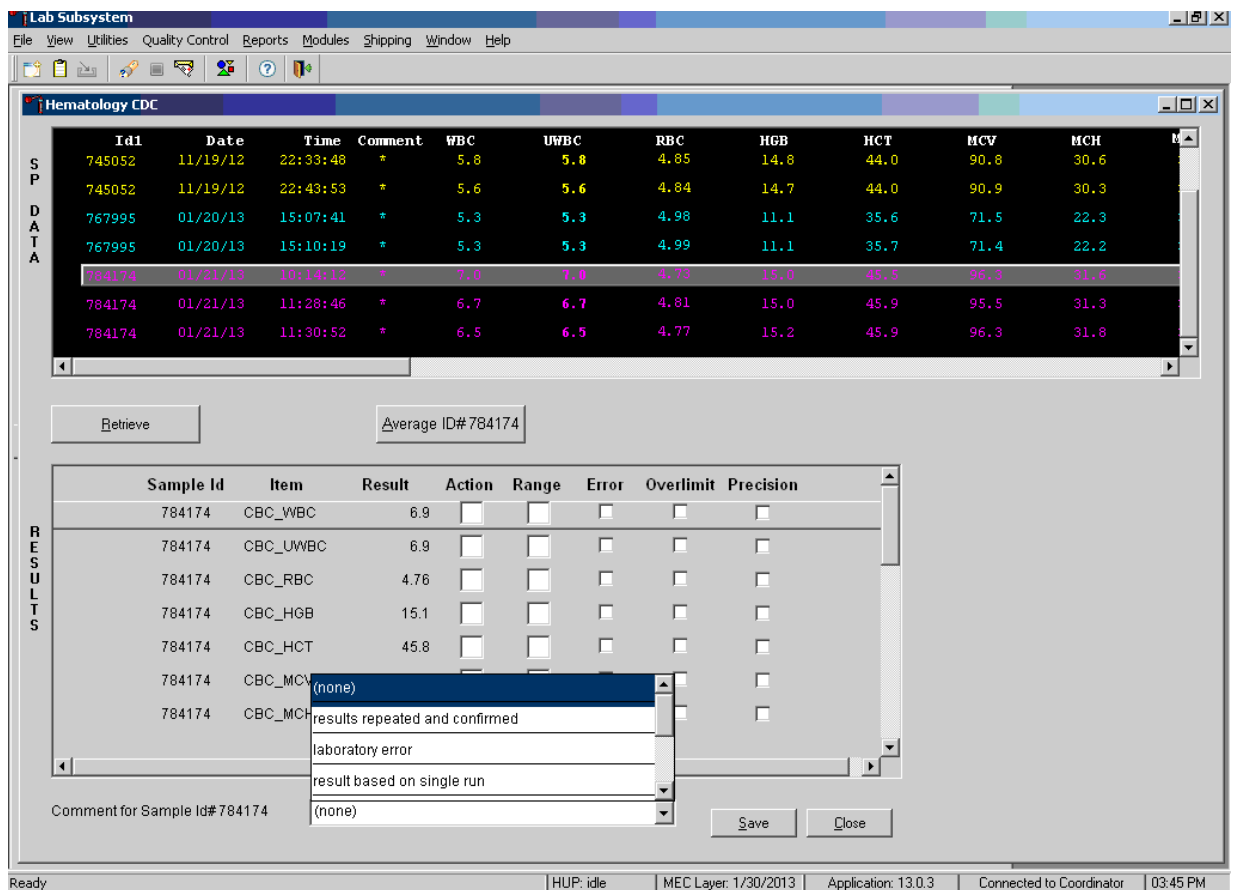 Lab Subsystem
File View Utilities Quality Control Reports Modules Shipping Window Help
Hematology CDC
SP DATA
Id1 Date Time Comment WBC UWBC RBC HGB HCT MCV MCH
745052 11/19/12 22:33:48 * 5.8 5.8 4.85 14.8 44.0 90.8 30.6
745052 11/19/12 22:43:53 * 5.6 5.6 4.84 14.7 44.0 90.9 30.3
767995 01/20/13 15:07:41 * 5.3 5.3 4.98 11.1 35.6 71.5 22.3
767995 01/20/13 15:10:19 * 5.3 5.3 4.99 11.1 35.7 71.4 22.2
784174 01/21/13 * 7.0 7.0 15.0
784174 01/21/13 11:28:46 * 6.7 6.7 4.81 15.0 45.9 95.5 31.3
784174 01/21/13 11:30:52 * 6.5 6.5 4.77 15.2 45.9 96.3 31.8
Retrieve Average ID# 784174
RESULTS
Sample Id Item Result Action Range Error Overlimit Precision
784174 CBC_WBC 6.9
784174 CBC_UWBC 6.9
784174 CBC_RBC 4.76
784174 CBC_HGB 15.1
784174 CBC_HCT 45.8
784174 CBC_MCV
784174 CBC_MCH
(none)
results repeated and confirmed
laboratory error
result based on single run
Comment for Sample Id# 784174 (none) Save Close
Ready HUP: idle MEC Layer: 1/30/2013 Application: 13.0.3 Connected to Coordinator 03:45 PM